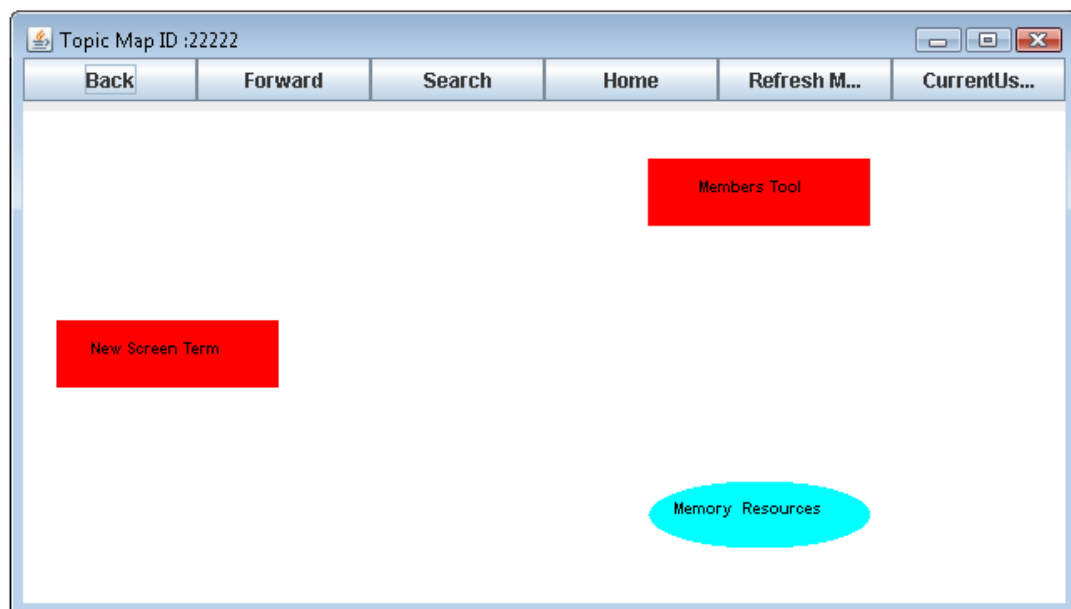 Topic Map ID :22222
Back Forward Search Home Refresh M... CurrentUs...
Members Tool
New Screen Term
Memory Resources